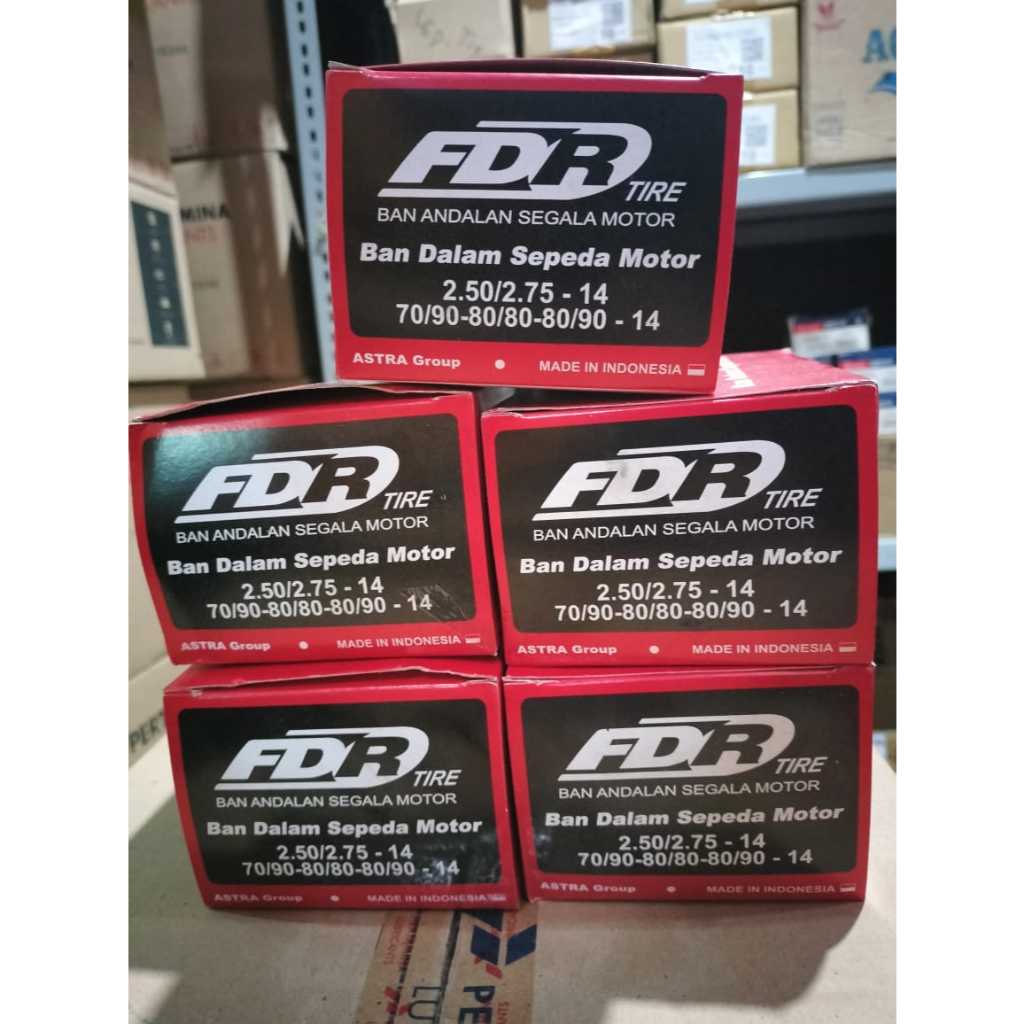 FDR TIRE
BAN ANDALAN SEGALA MOTOR
Ban Dalam Sepeda Motor
2.50/2.75 - 14
70/90-80/80-80/90 - 14
ASTRA Group • MADE IN INDONESIA
FDR TIRE
BAN ANDALAN SEGALA MOTOR
Ban Dalam Sepeda Motor
2.50/2.75 - 14
70/90-80/80-80/90 - 14
ASTRA Group • MADE IN INDONESIA
FDR TIRE
BAN ANDALAN SEGALA MOTOR
Ban Dalam Sepeda Motor
2.50/2.75 - 14
70/90-80/80-80/90 - 14
ASTRA Group • MADE IN INDONESIA
FDR TIRE
BAN ANDALAN SEGALA MOTOR
Ban Dalam Sepeda Motor
2.50/2.75 - 14
70/90-80/80-80/90 - 14
ASTRA Group • MADE IN INDONESIA
FDR TIRE
BAN ANDALAN SEGALA MOTOR
Ban Dalam Sepeda Motor
2.50/2.75 - 14
70/90-80/80-80/90 - 14
ASTRA Group • MADE IN INDONESIA
MINA
NTS
PER
PE
LU